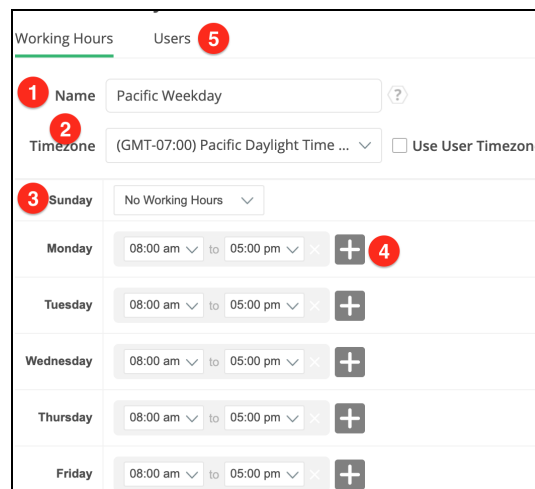 Working Hours Users 5
1 Name Pacific Weekday ?
2
Timezone (GMT-07:00) Pacific Daylight Time ... Use User Timezon
3 Sunday No Working Hours
Monday 08:00 am to 05:00 pm + 4
Tuesday 08:00 am to 05:00 pm +
Wednesday 08:00 am to 05:00 pm +
Thursday 08:00 am to 05:00 pm +
Friday 08:00 am to 05:00 pm +